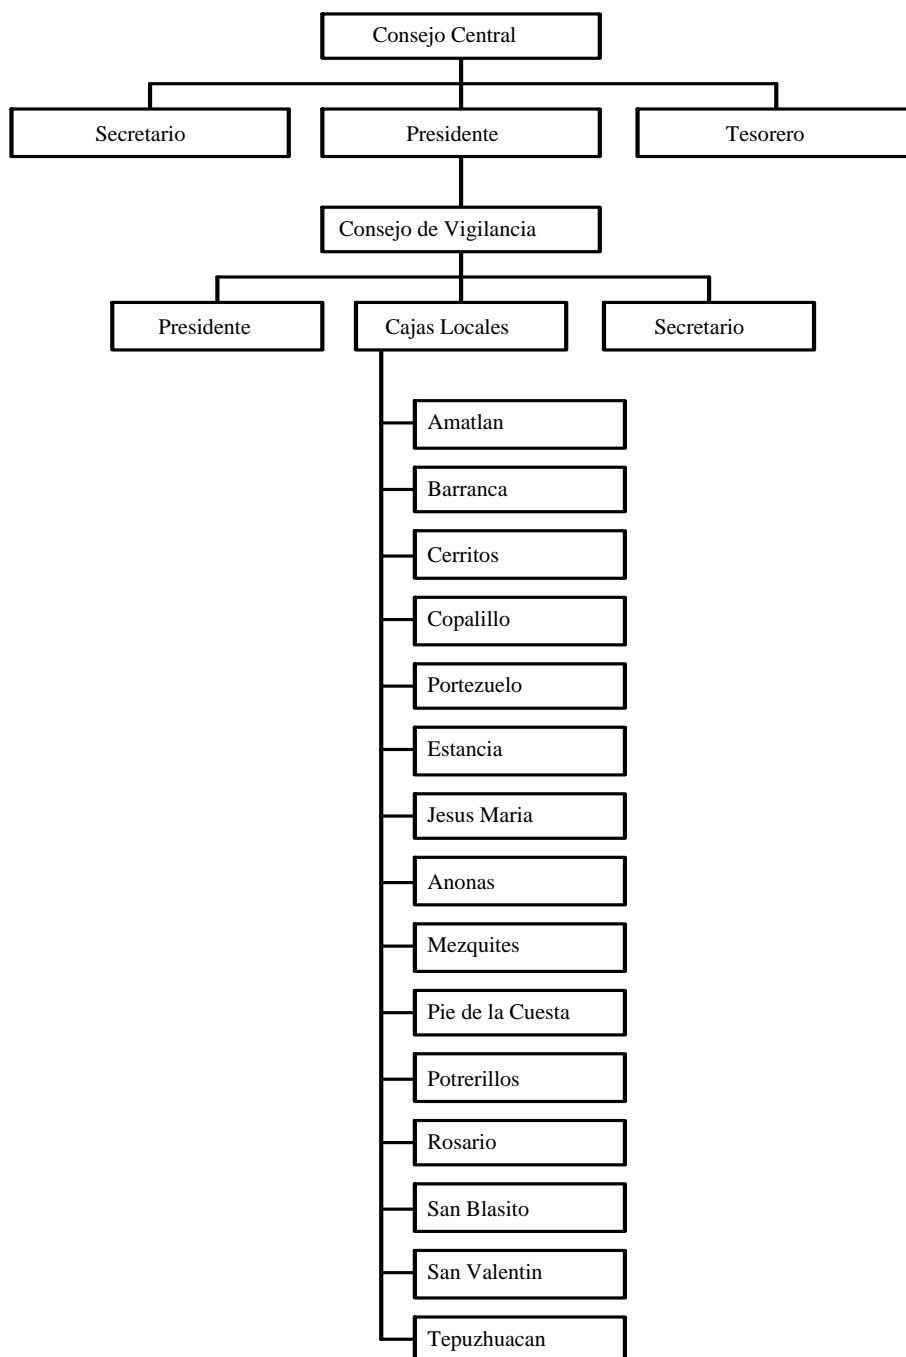 Consejo Central
Secretario
Presidente
Tesorero
Consejo de Vigilancia
Presidente
Cajas Locales
Secretario
Amatlan
Barranca
Cerritos
Copalillo
Portezuelo
Estancia
Jesus Maria
Anonas
Mezquites
Pie de la Cuesta
Potrerillos
Rosario
San Blasito
San Valentin
Tepuzhuacan